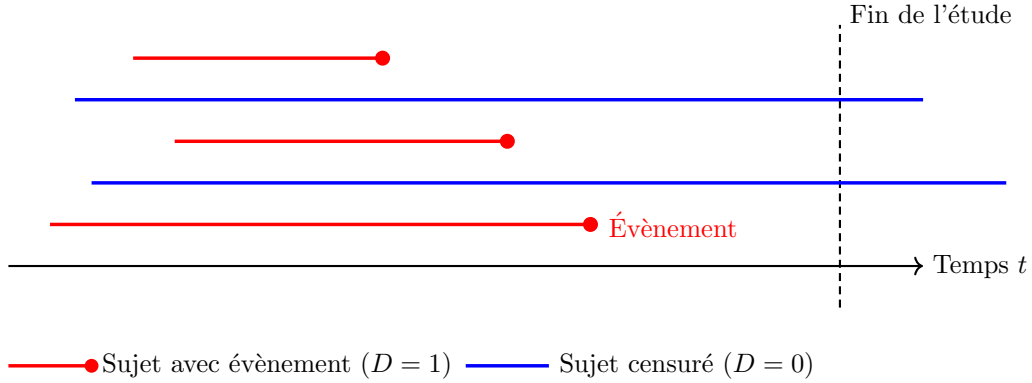 Fin de l'étude
Évènement
Temps t
Sujet avec évènement (D = 1)
Sujet censuré (D = 0)